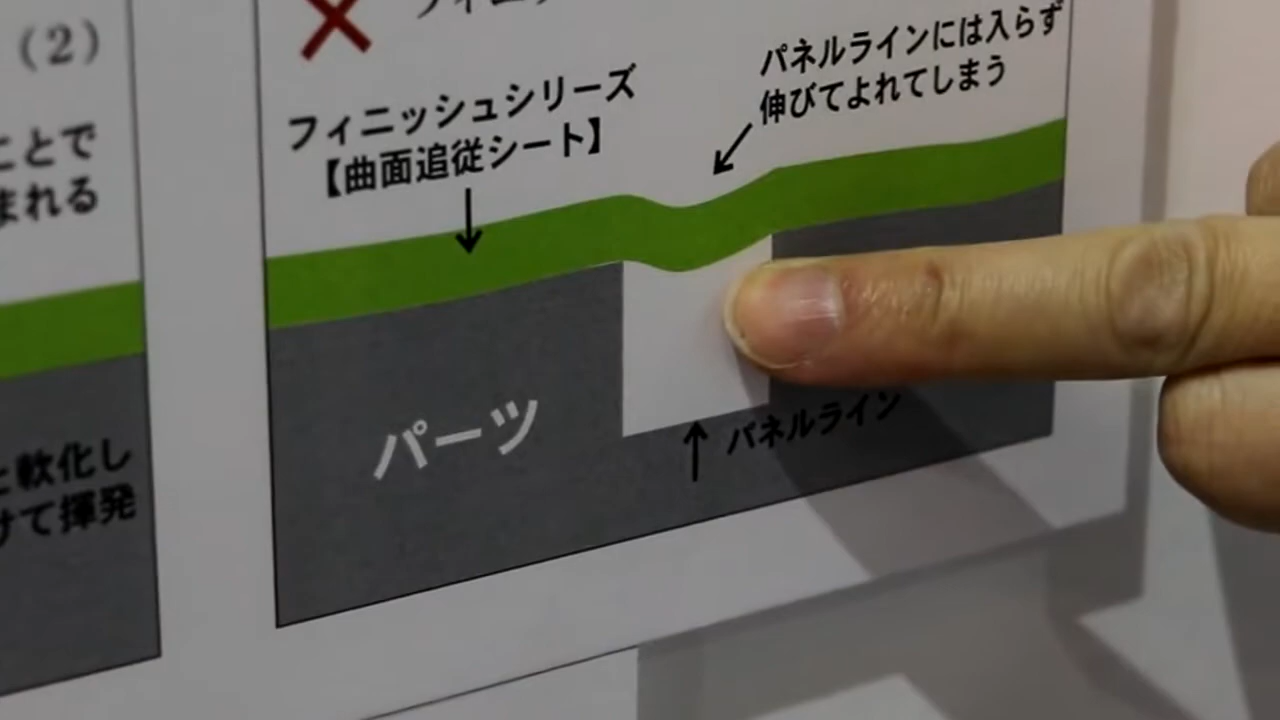 (2)
ことで
まれる
軟化し
けて揮発
フィニッシュシリーズ
【曲面追従シート】
パネルラインには入らず
伸びてよれてしまう
パーツ
パネルライン